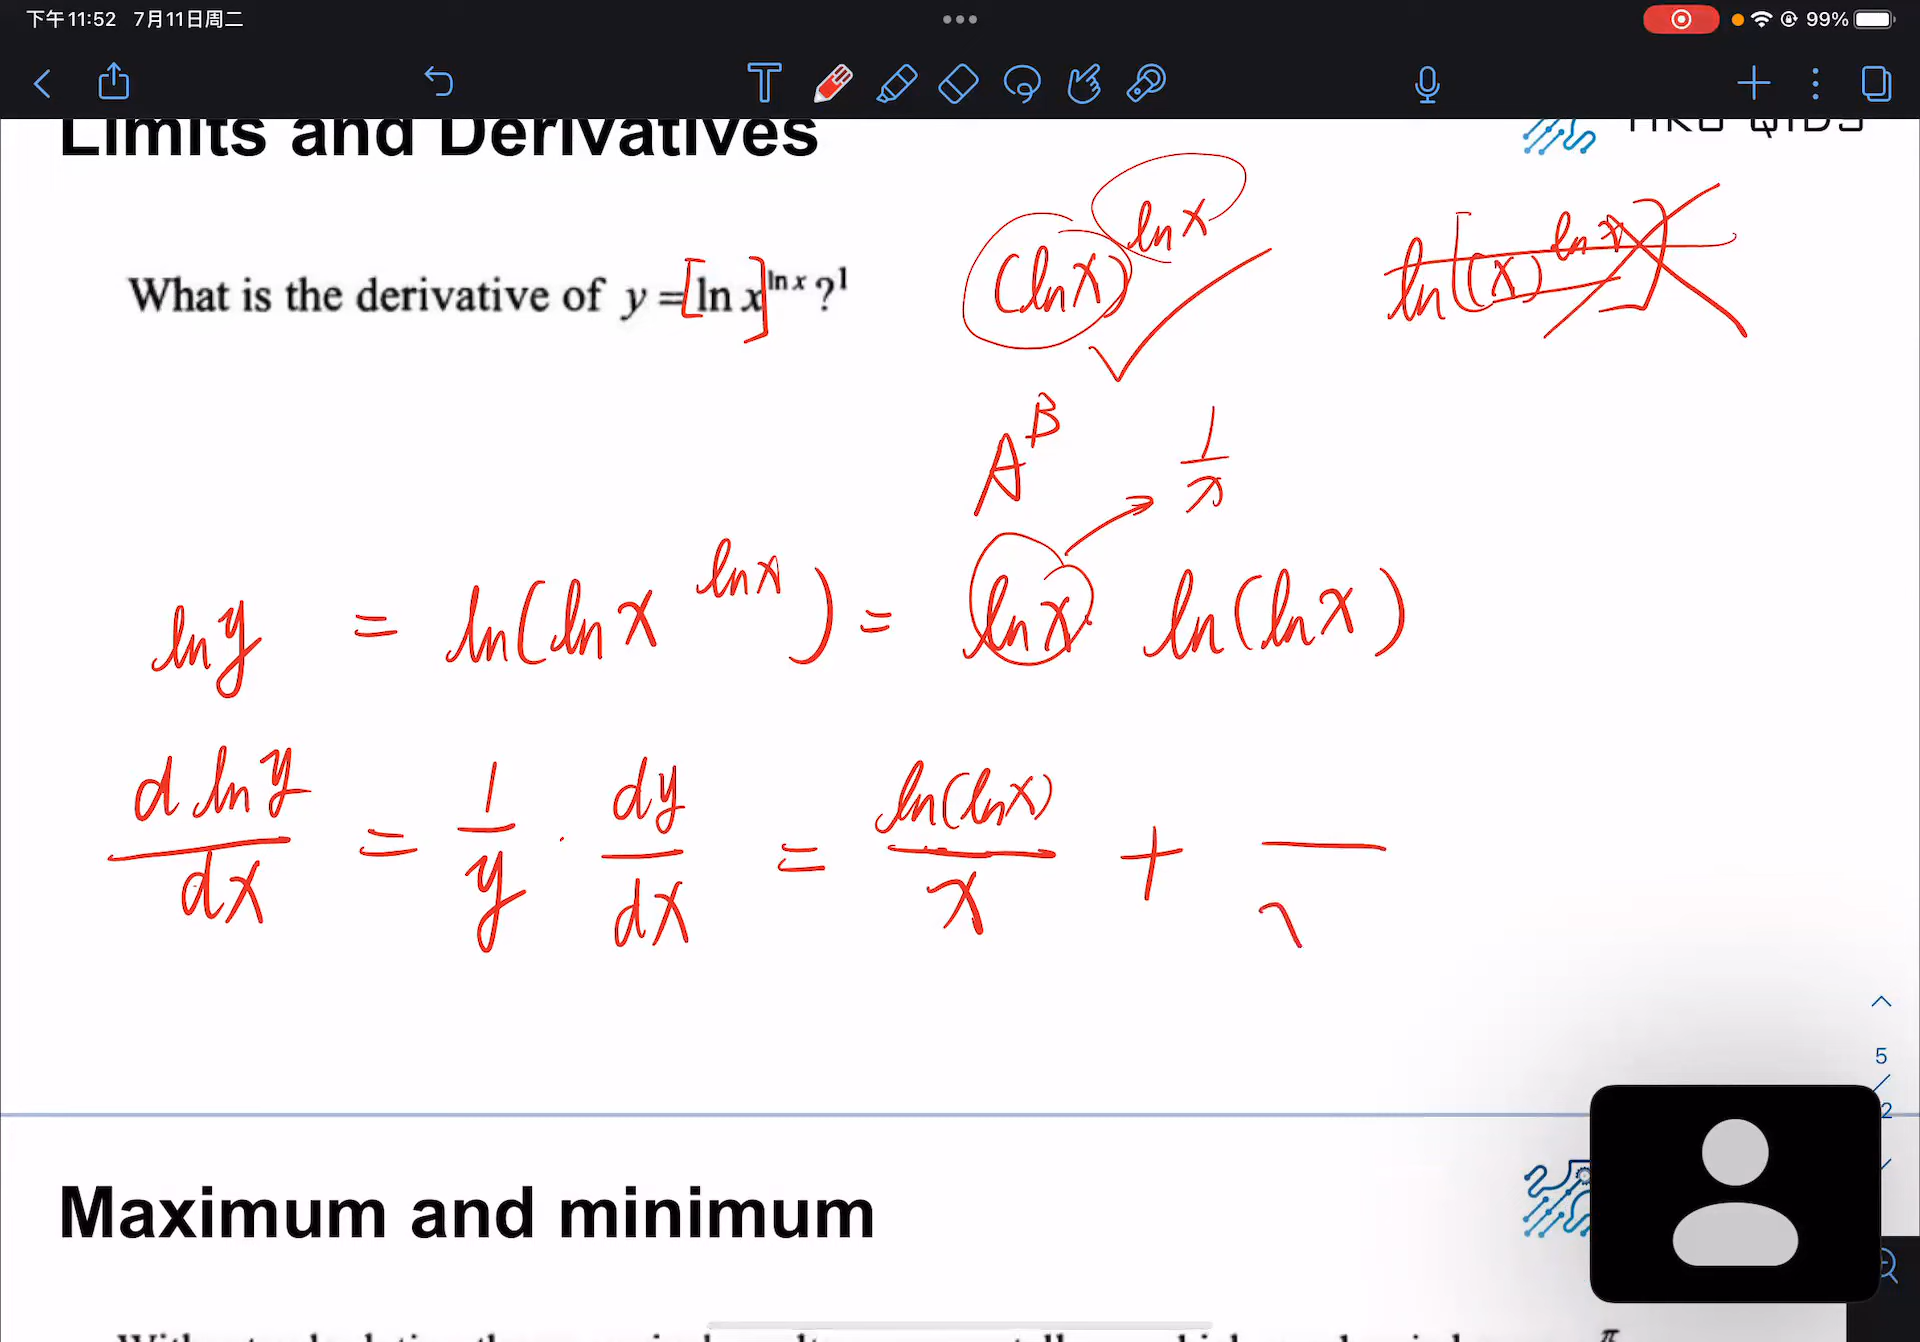 下午11:52 7月11日周二
99%
Limits and Derivatives
What is the derivative of y = [ln x]^{ln x} ?¹
(ln x)^{ln x}
ln[(x)^{ln x}]
A^B
1/x
ln y = ln(ln x^{ln x}) = ln x ln(ln x)
d ln y / dx = 1/y · dy/dx = ln(ln x)/x +
5
2
Maximum and minimum